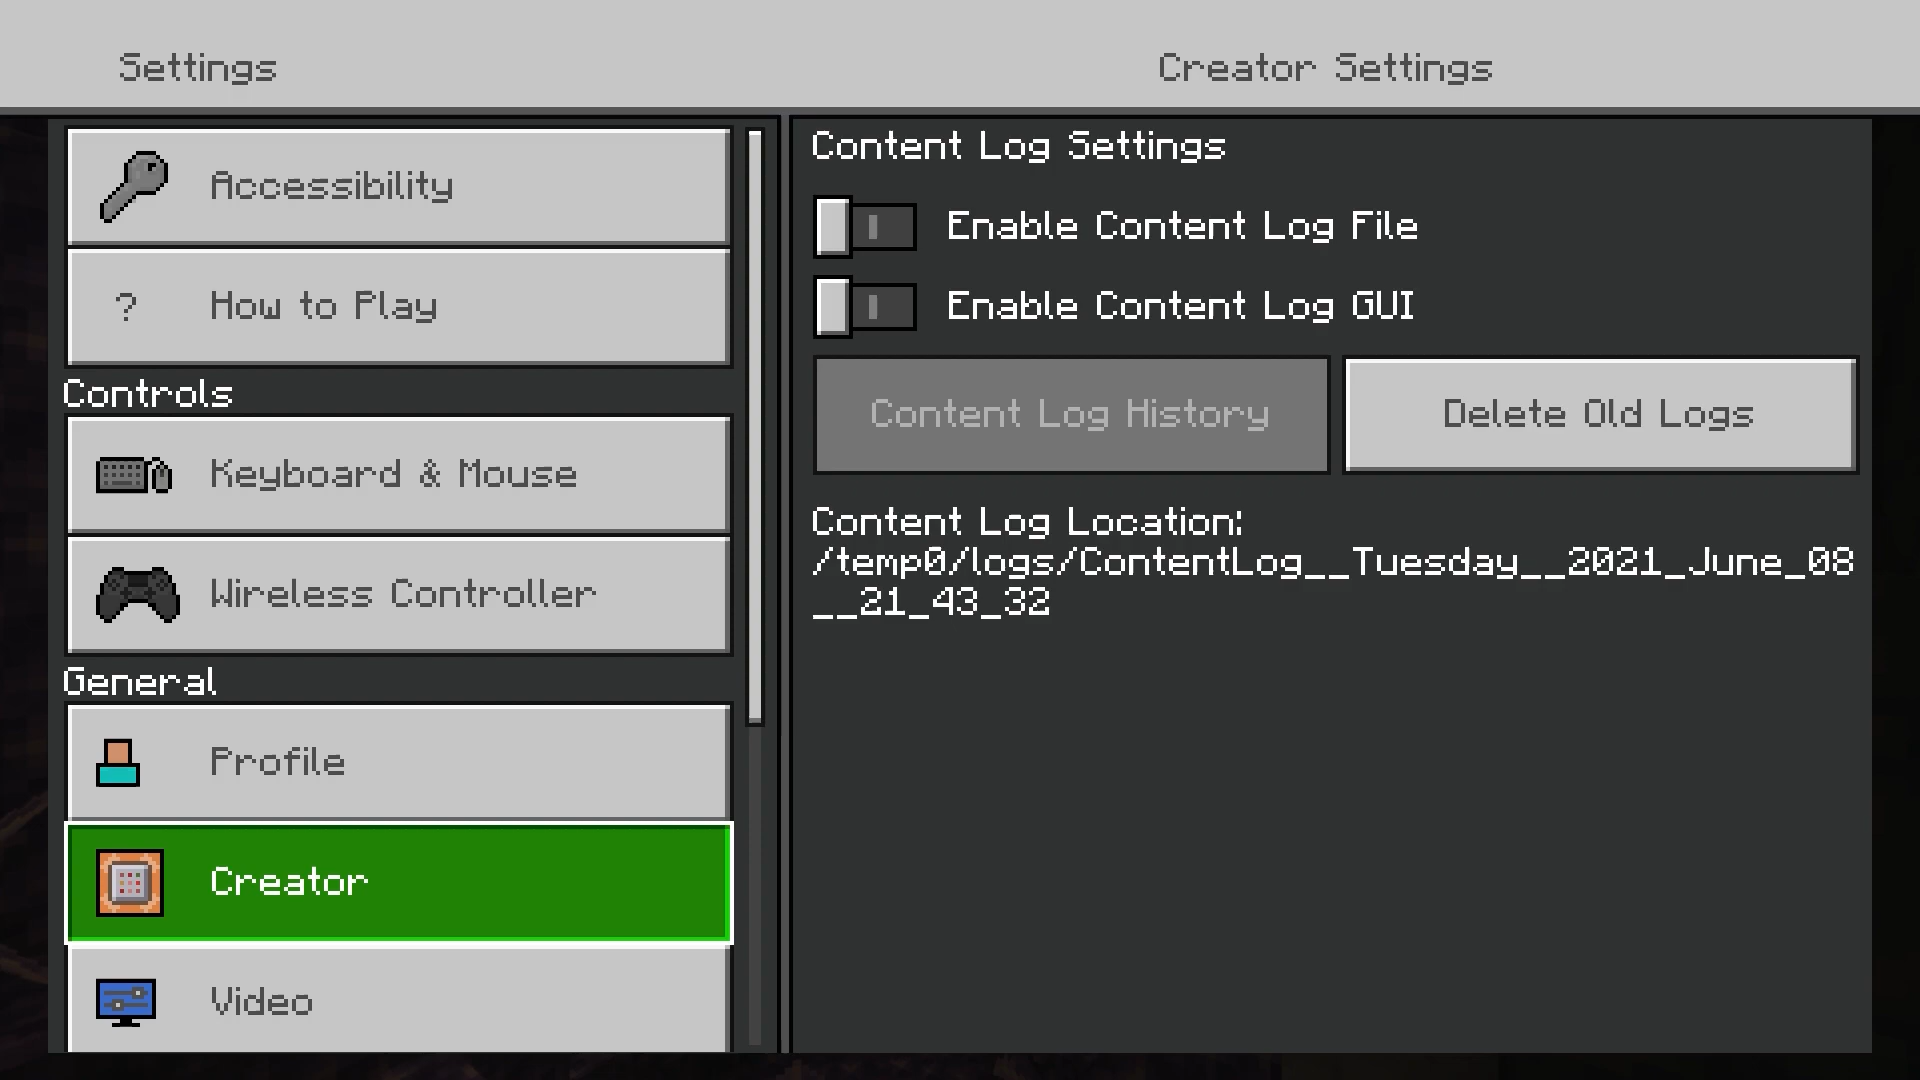 Settings
Creator Settings
Accessibility
? How to Play
Controls
Keyboard & Mouse
Wireless Controller
General
Profile
Creator
Video
Content Log Settings
Enable Content Log File
Enable Content Log GUI
Content Log History
Delete Old Logs
Content Log Location:
/temp0/logs/ContentLog__Tuesday__2021_June_08
__21_43_32